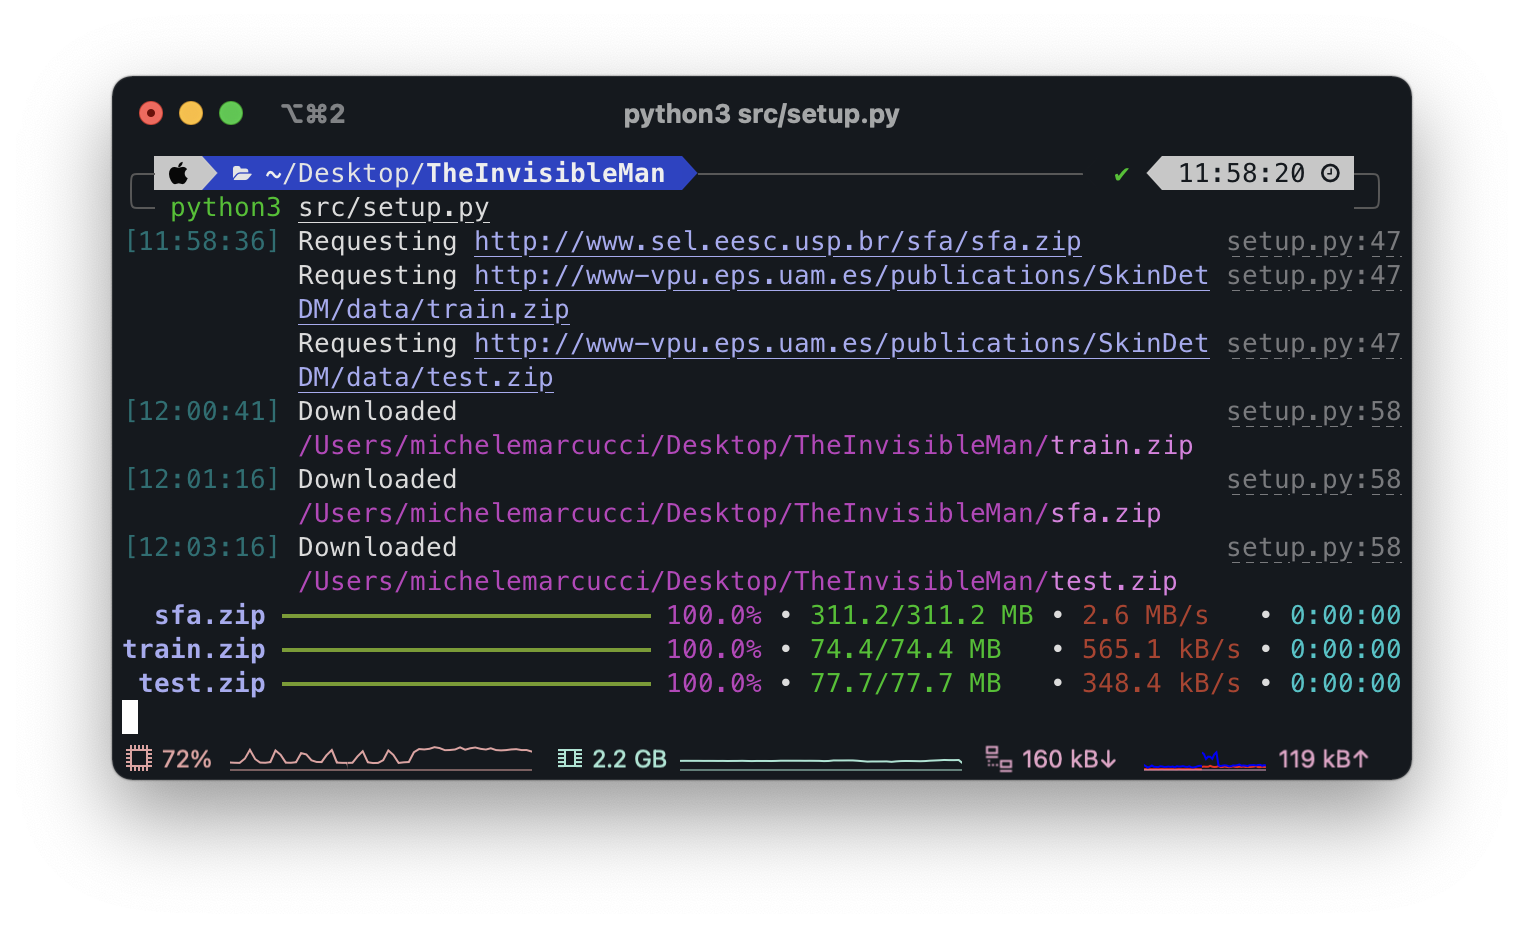 ⌥⌘2 python3 src/setup.py
~/Desktop/TheInvisibleMan ✔ 11:58:20
python3 src/setup.py
[11:58:36] Requesting http://www.sel.eesc.usp.br/sfa/sfa.zip setup.py:47
Requesting http://www-vpu.eps.uam.es/publications/SkinDet setup.py:47
DM/data/train.zip
Requesting http://www-vpu.eps.uam.es/publications/SkinDet setup.py:47
DM/data/test.zip
[12:00:41] Downloaded setup.py:58
/Users/michelemarcucci/Desktop/TheInvisibleMan/train.zip
[12:01:16] Downloaded setup.py:58
/Users/michelemarcucci/Desktop/TheInvisibleMan/sfa.zip
[12:03:16] Downloaded setup.py:58
/Users/michelemarcucci/Desktop/TheInvisibleMan/test.zip
sfa.zip 100.0% • 311.2/311.2 MB • 2.6 MB/s • 0:00:00
train.zip 100.0% • 74.4/74.4 MB • 565.1 kB/s • 0:00:00
test.zip 100.0% • 77.7/77.7 MB • 348.4 kB/s • 0:00:00
72% 2.2 GB 160 kB↓ 119 kB↑